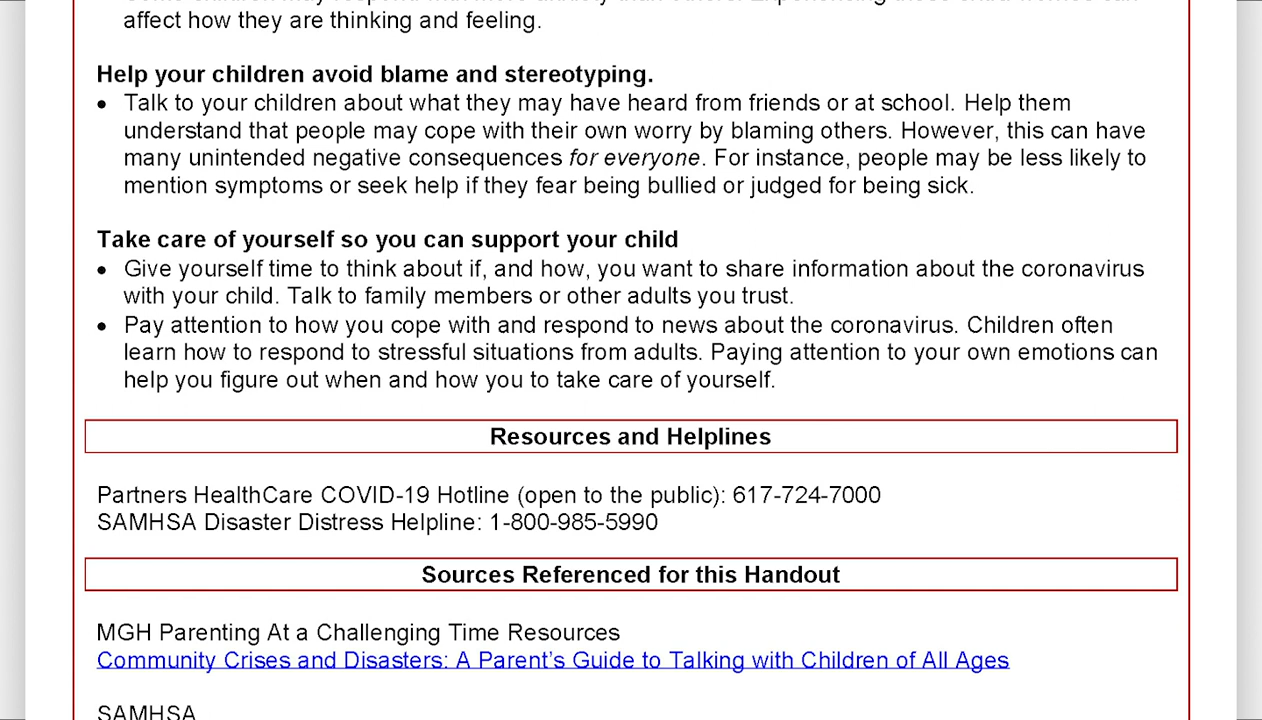 affect how they are thinking and feeling.
Help your children avoid blame and stereotyping.
• Talk to your children about what they may have heard from friends or at school. Help them
understand that people may cope with their own worry by blaming others. However, this can have
many unintended negative consequences for everyone. For instance, people may be less likely to
mention symptoms or seek help if they fear being bullied or judged for being sick.
Take care of yourself so you can support your child
• Give yourself time to think about if, and how, you want to share information about the coronavirus
with your child. Talk to family members or other adults you trust.
• Pay attention to how you cope with and respond to news about the coronavirus. Children often
learn how to respond to stressful situations from adults. Paying attention to your own emotions can
help you figure out when and how you to take care of yourself.
Resources and Helplines
Partners HealthCare COVID-19 Hotline (open to the public): 617-724-7000
SAMHSA Disaster Distress Helpline: 1-800-985-5990
Sources Referenced for this Handout
MGH Parenting At a Challenging Time Resources
Community Crises and Disasters: A Parent's Guide to Talking with Children of All Ages
SAMHSA